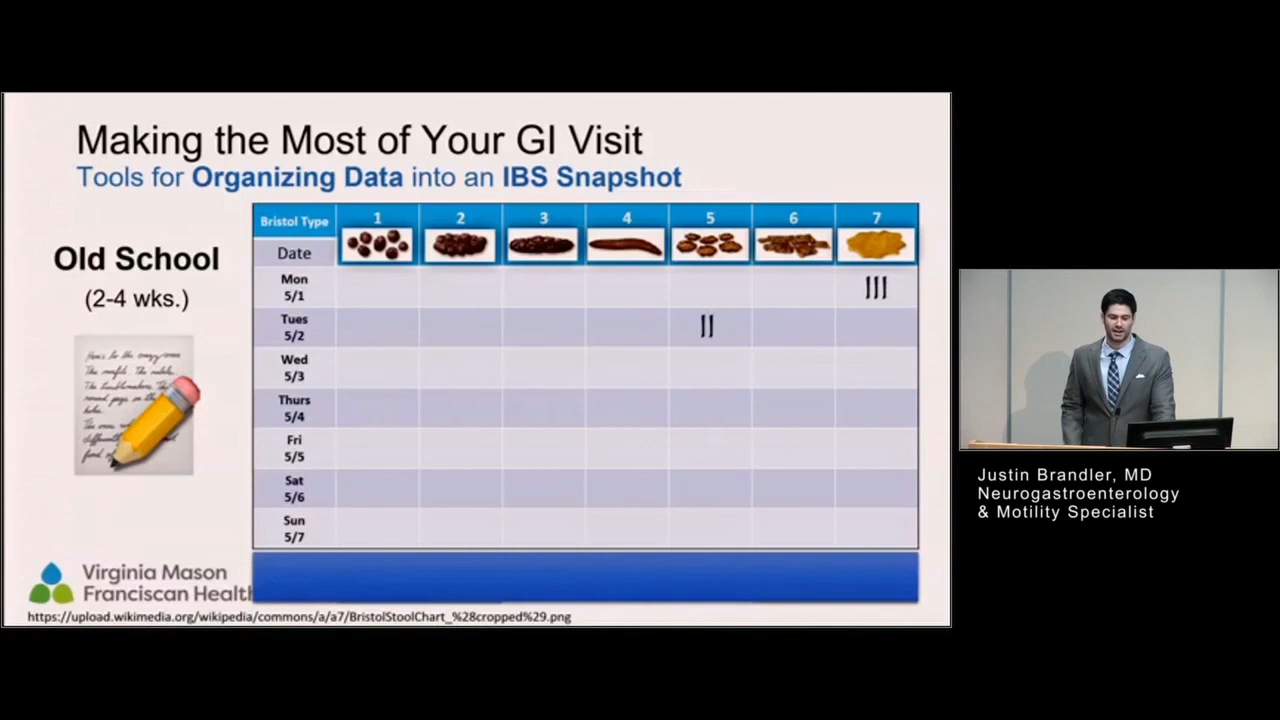 Making the Most of Your GI Visit
Tools for Organizing Data into an IBS Snapshot
Old School
(2-4 wks.)
Bristol Type 1 2 3 4 5 6 7
Date
Mon
5/1
Tues
5/2
Wed
5/3
Thurs
5/4
Fri
5/5
Sat
5/6
Sun
5/7
Virginia Mason
Franciscan Health
https://upload.wikimedia.org/wikipedia/commons/a/a7/BristolStoolChart_%28cropped%29.png
Justin Brandler, MD
Neurogastroenterology
& Motility Specialist